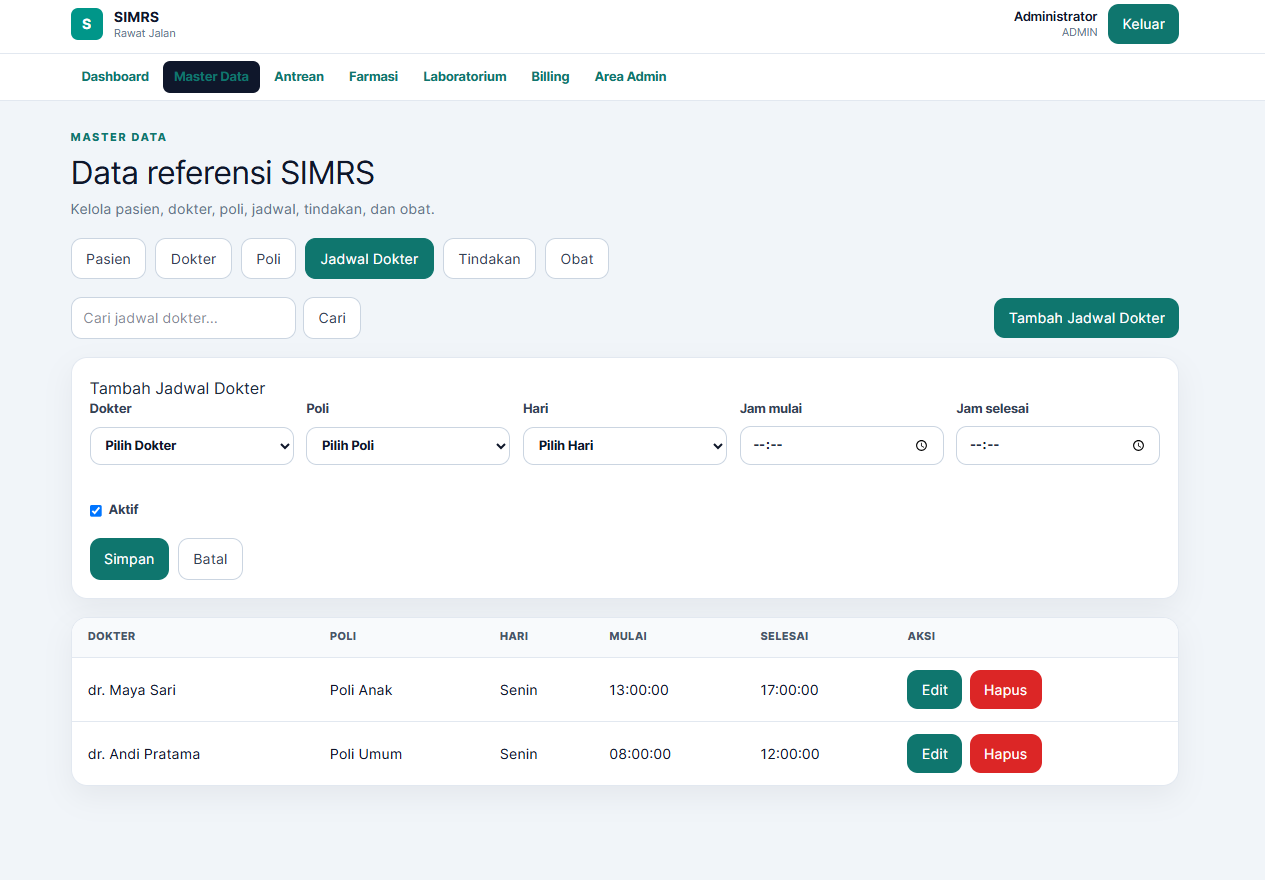 S
SIMRS
Rawat Jalan
Administrator
ADMIN
Keluar
Dashboard Master Data Antrean Farmasi Laboratorium Billing Area Admin
MASTER DATA
Data referensi SIMRS
Kelola pasien, dokter, poli, jadwal, tindakan, dan obat.
Pasien Dokter Poli Jadwal Dokter Tindakan Obat
Cari jadwal dokter... Cari Tambah Jadwal Dokter
Tambah Jadwal Dokter
Dokter Poli Hari Jam mulai Jam selesai
Pilih Dokter Pilih Poli Pilih Hari --:-- --:--
Aktif
Simpan Batal
DOKTER POLI HARI MULAI SELESAI AKSI
dr. Maya Sari Poli Anak Senin 13:00:00 17:00:00 Edit Hapus
dr. Andi Pratama Poli Umum Senin 08:00:00 12:00:00 Edit Hapus